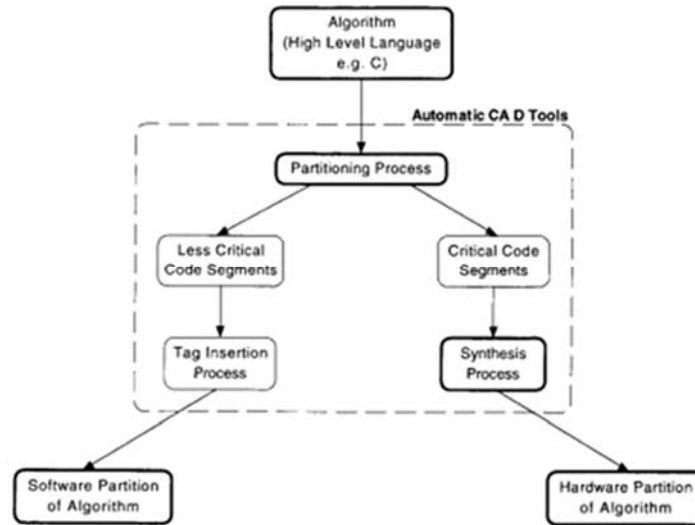 Algorithm
(High Level Language
e.g. C)
Automatic CA D Tools
Partitioning Process
Less Critical
Code Segments
Critical Code
Segments
Tag Insertion
Process
Synthesis
Process
Software Partition
of Algorithm
Hardware Partition
of Algorithm